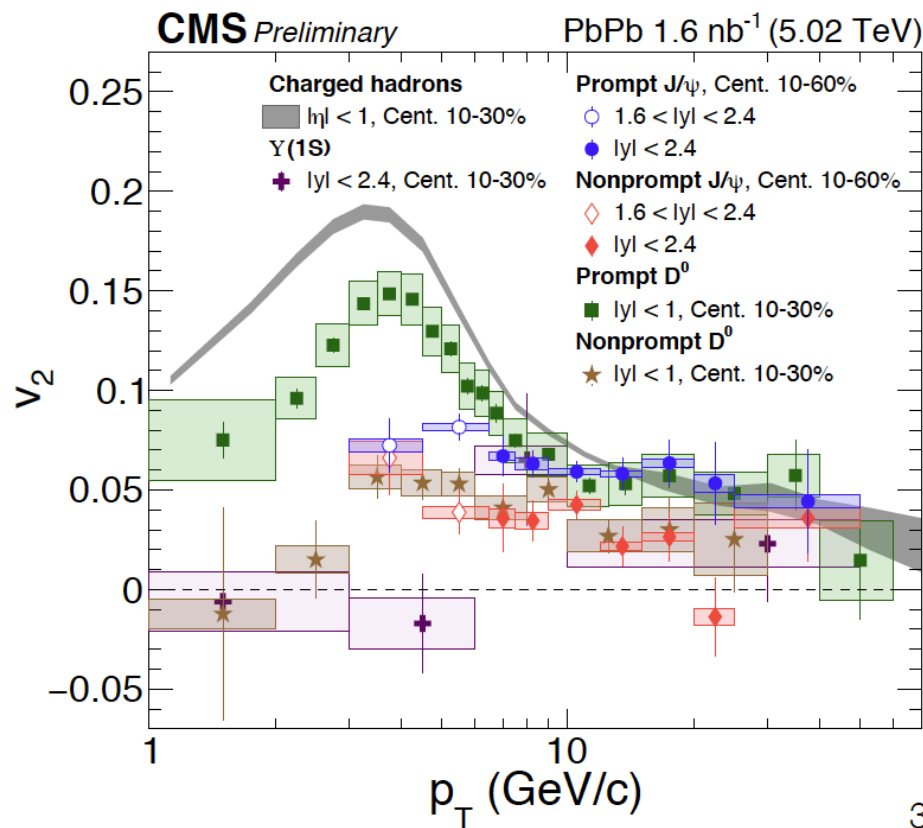 CMS Preliminary PbPb 1.6 nb⁻¹ (5.02 TeV)
Charged hadrons
|η| < 1, Cent. 10-30%
ϒ(1S)
|y| < 2.4, Cent. 10-30%
Prompt J/ψ, Cent. 10-60%
1.6 < |y| < 2.4
|y| < 2.4
Nonprompt J/ψ, Cent. 10-60%
1.6 < |y| < 2.4
|y| < 2.4
Prompt D⁰
|y| < 1, Cent. 10-30%
Nonprompt D⁰
|y| < 1, Cent. 10-30%
v₂
0.25
0.2
0.15
0.1
0.05
0
−0.05
1 10
p_T (GeV/c)
3